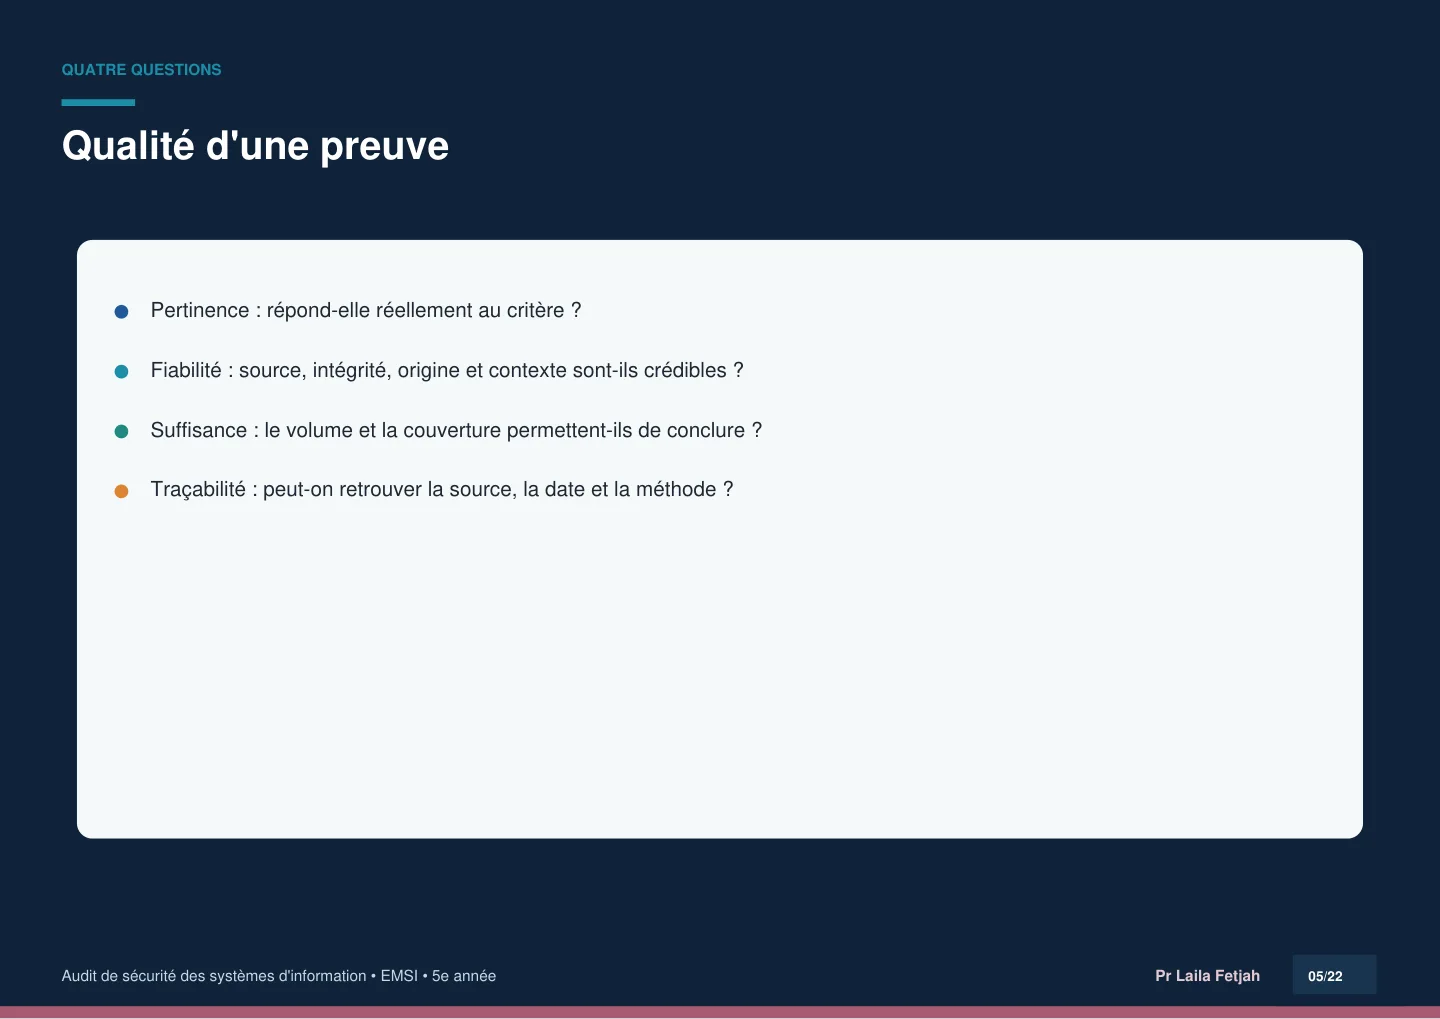 QUATRE QUESTIONS
Qualité d'une preuve
Pertinence : répond-elle réellement au critère ?
Fiabilité : source, intégrité, origine et contexte sont-ils crédibles ?
Suffisance : le volume et la couverture permettent-ils de conclure ?
Traçabilité : peut-on retrouver la source, la date et la méthode ?
Audit de sécurité des systèmes d'information • EMSI • 5e année
Pr Laila Fetjah
05/22